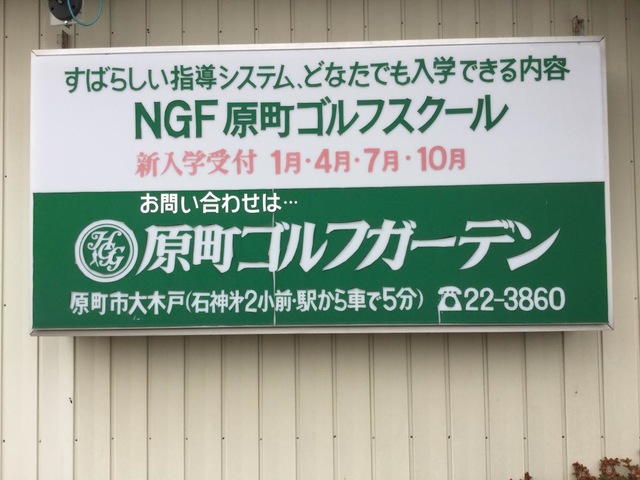 すばらしい指導システム、どなたでも入学できる内容
NGF原町ゴルフスクール
新入学受付 1月・4月・7月・10月
お問い合わせは…
HGG 原町ゴルフガーデン
原町市大木戸(石神㐧2小前・駅から車で5分) ☎22-3860